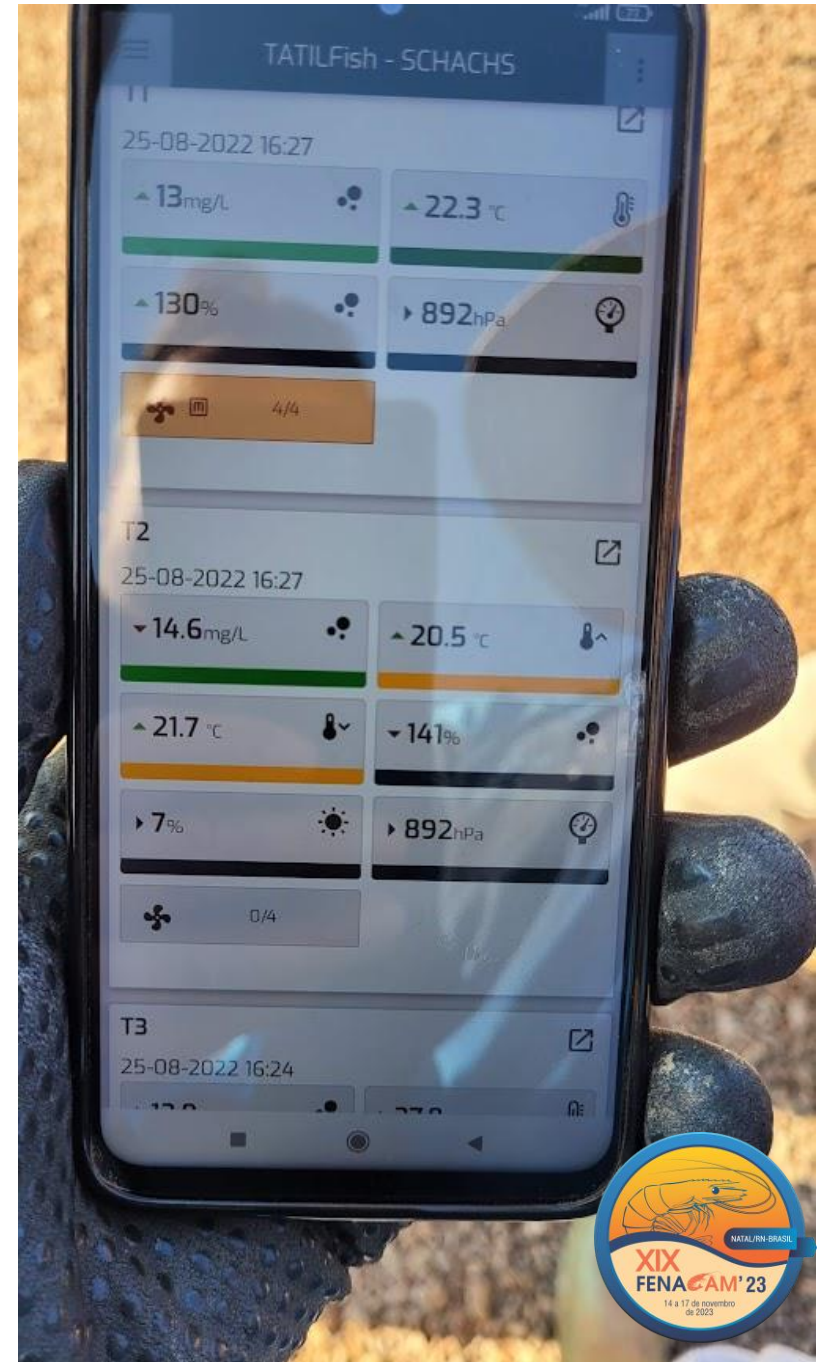 22
TATILFish - SCHACHS
T1
25-08-2022 16:27
13mg/L
22.3 °C
130%
892hPa
m 4/4
T2
25-08-2022 16:27
14.6mg/L
20.5 °C
21.7 °C
141%
7%
892hPa
0/4
T3
25-08-2022 16:24
NATAL/RN-BRASIL
XIX
FENACAM'23
14 a 17 de novembro
de 2023